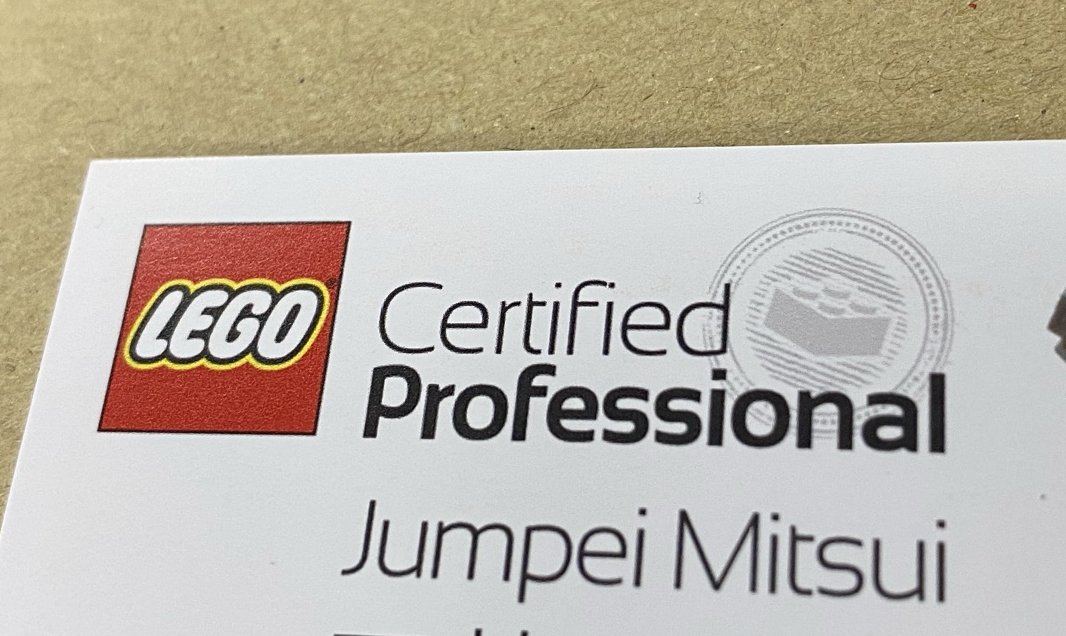 LEGO
Certified
Professional
Jumpei Mitsui